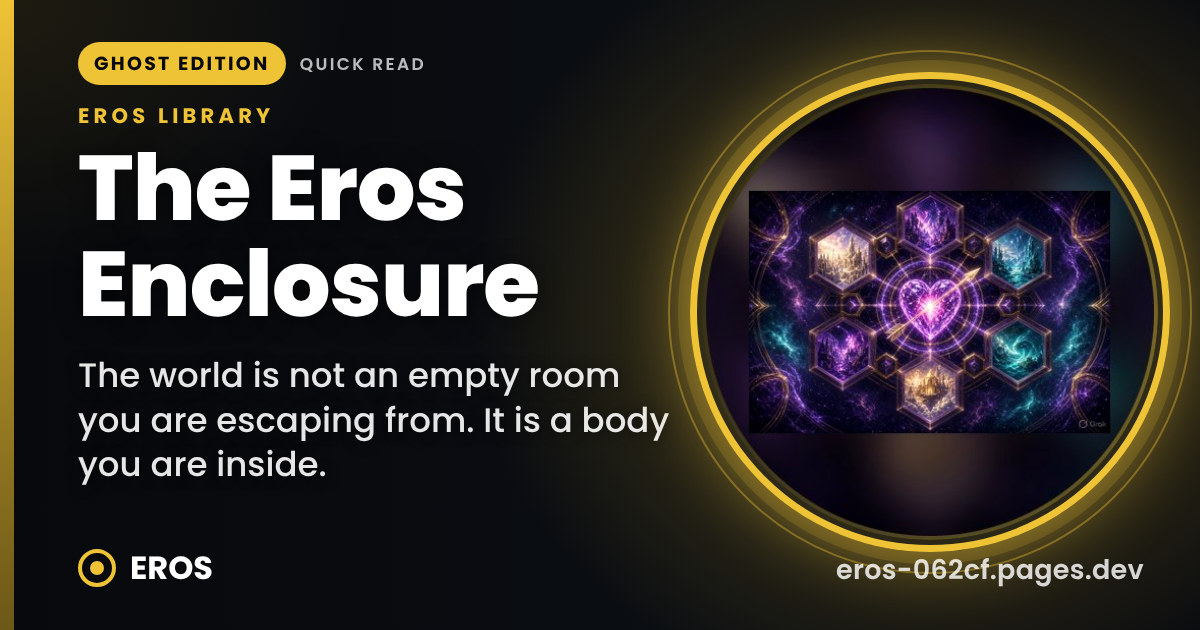 GHOST EDITION QUICK READ
EROS LIBRARY
The Eros
Enclosure
The world is not an empty room
you are escaping from. It is a body
you are inside.
Grok
EROS
eros-062cf.pages.dev